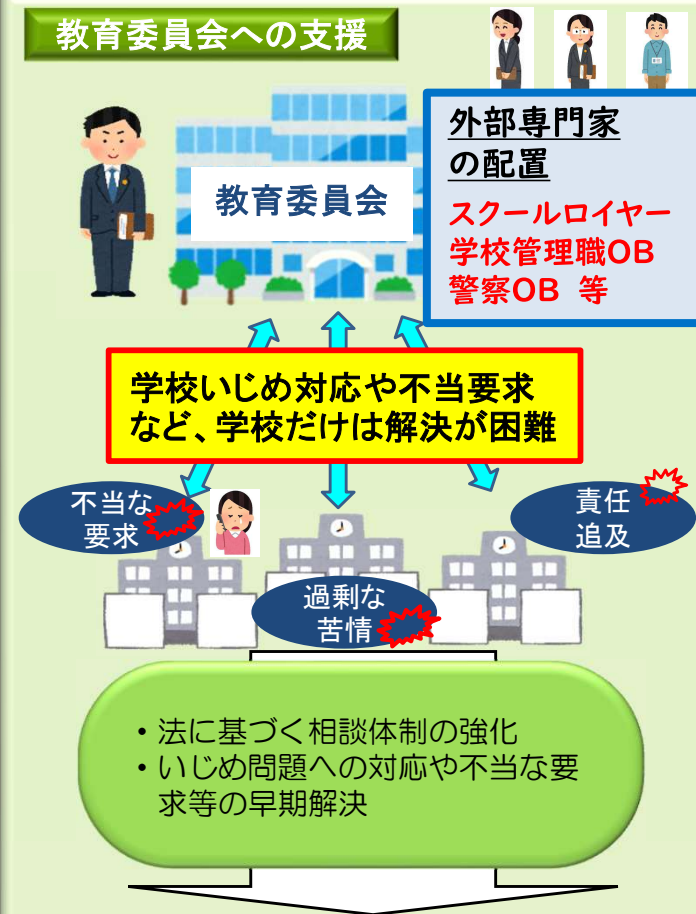 教育委員会への支援
教育委員会
外部専門家
の配置
スクールロイヤー
学校管理職OB
警察OB 等
学校いじめ対応や不当要求
など、学校だけは解決が困難
不当な
要求
責任
追及
過剰な
苦情
・法に基づく相談体制の強化
・いじめ問題への対応や不当な要
求等の早期解決